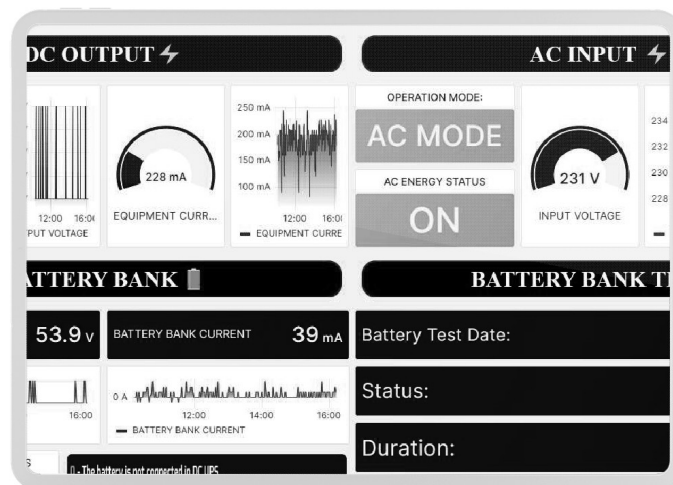 DC OUTPUT
AC INPUT
228 mA
EQUIPMENT CURR...
12:00 16:00
PUT VOLTAGE
250 mA
200 mA
150 mA
100 mA
12:00 16:00
EQUIPMENT CURRE
OPERATION MODE:
AC MODE
AC ENERGY STATUS
ON
231 V
INPUT VOLTAGE
234
232
230
228
ATTERY BANK
BATTERY BANK T
53.9 V
BATTERY BANK CURRENT 39 mA
16:00
0 A
12:00 14:00 16:00
BATTERY BANK CURRENT
Battery Test Date:
Status:
Duration:
S
0 - The battery is not connected in DC UPS